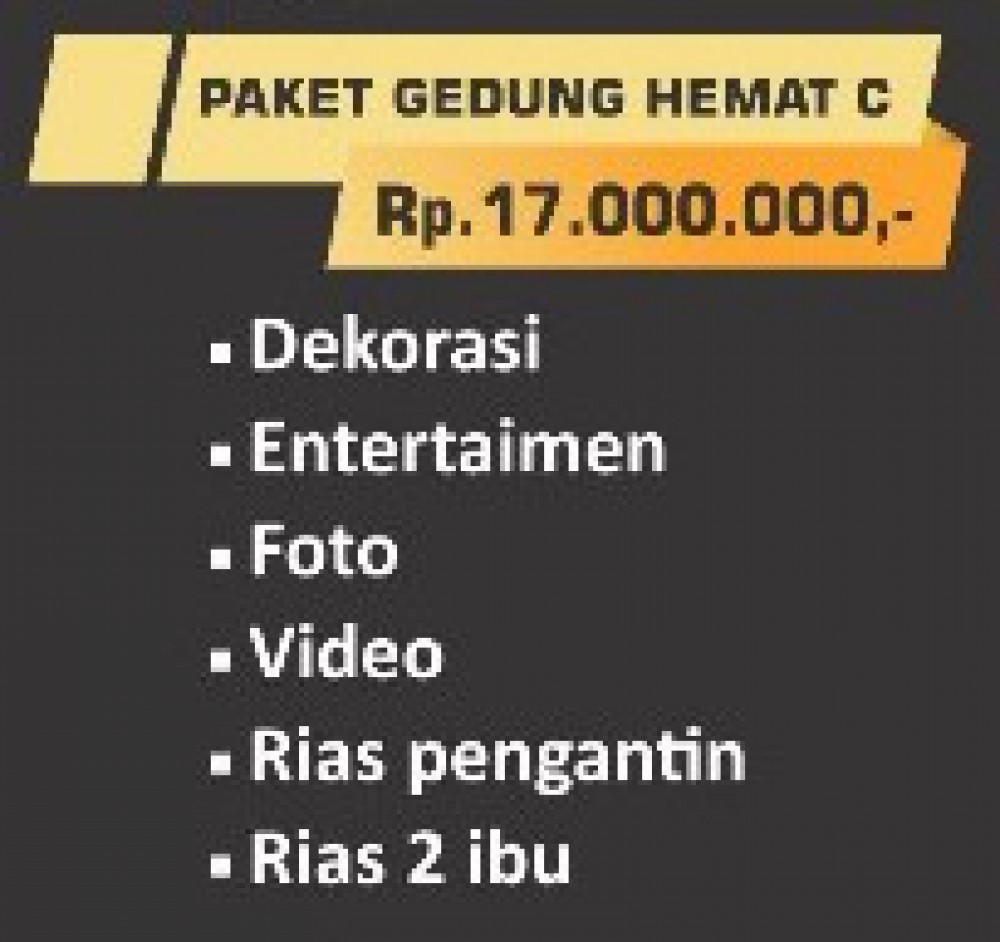 PAKET GEDUNG HEMAT C
Rp.17.000.000,-
▪ Dekorasi
▪ Entertaimen
▪ Foto
▪ Video
▪ Rias pengantin
▪ Rias 2 ibu